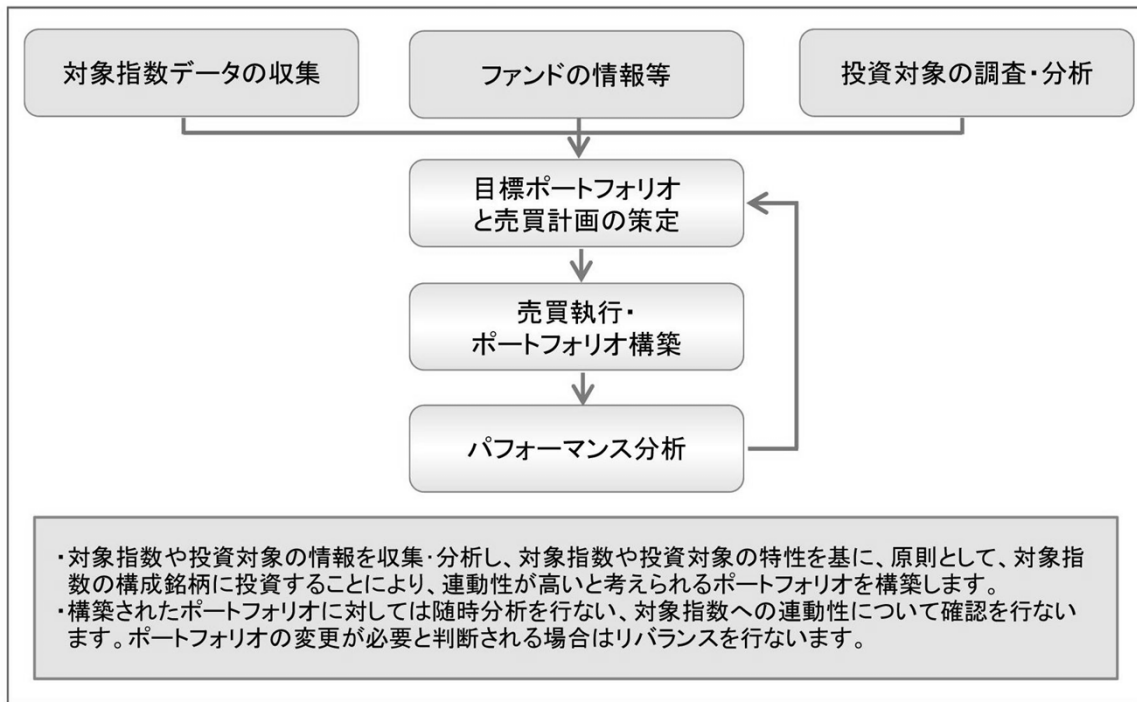 対象指数データの収集
ファンドの情報等
投資対象の調査・分析
目標ポートフォリオ
と売買計画の策定
売買執行・
ポートフォリオ構築
パフォーマンス分析
・対象指数や投資対象の情報を収集・分析し、対象指数や投資対象の特性を基に、原則として、対象指
数の構成銘柄に投資することにより、連動性が高いと考えられるポートフォリオを構築します。
・構築されたポートフォリオに対しては随時分析を行ない、対象指数への連動性について確認を行ない
ます。ポートフォリオの変更が必要と判断される場合はリバランスを行ないます。